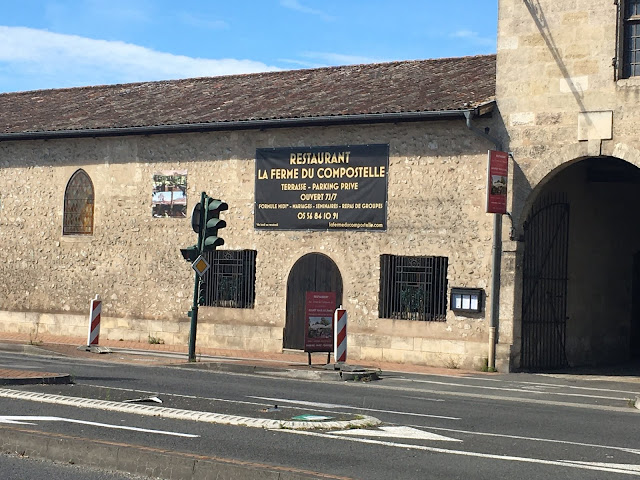 RESTAURANT
LA FERME DU COMPOSTELLE
TERRASSE - PARKING PRIVE
OUVERT 7J/7
FORMULE MIDI* - MARIAGES - SEMINAIRES - REPAS DE GROUPES
05 56 84 10 91
lafermeducompostelle.com